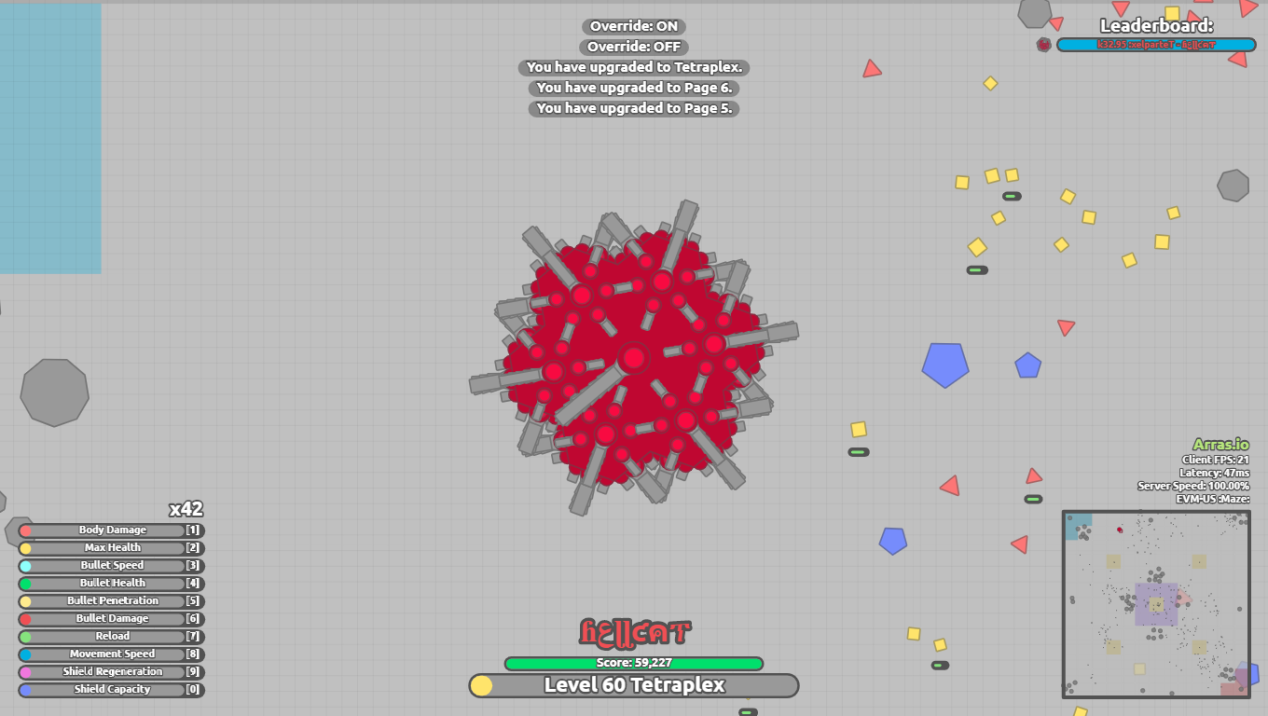 Override: ON
Override: OFF
You have upgraded to Tetraplex.
You have upgraded to Page 6.
You have upgraded to Page 5.
Leaderboard:
Arras.io
Client FPS: 21
Latency: 47ms
Server Speed: 100.00%
EVM-US :Maze:
x42
Body Damage [1]
Max Health [2]
Bullet Speed [3]
Bullet Health [4]
Bullet Penetration [5]
Bullet Damage [6]
Reload [7]
Movement Speed [8]
Shield Regeneration [9]
Shield Capacity [0]
Score: 59,227
Level 60 Tetraplex